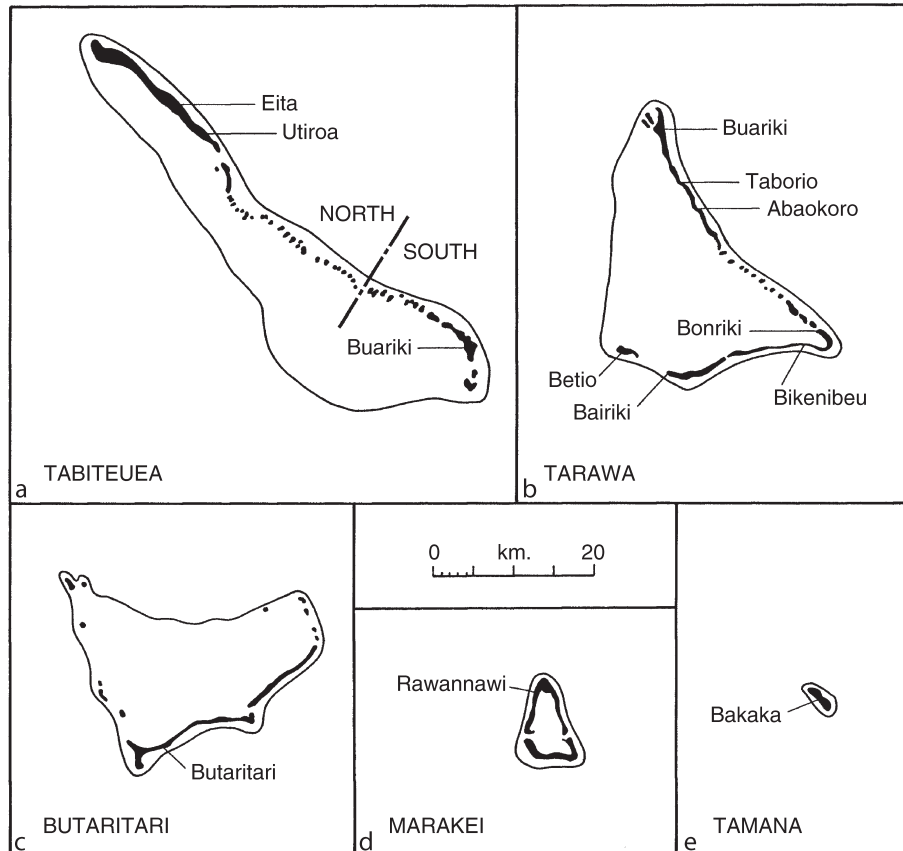 Eita
Utiroa
NORTH
SOUTH
Buariki
a TABITEUEA
Buariki
Taborio
Abaokoro
Bonriki
Betio
Bairiki
Bikenibeu
b TARAWA
Butaritari
c BUTARITARI
0 km. 20
Rawannawi
d MARAKEI
Bakaka
e TAMANA